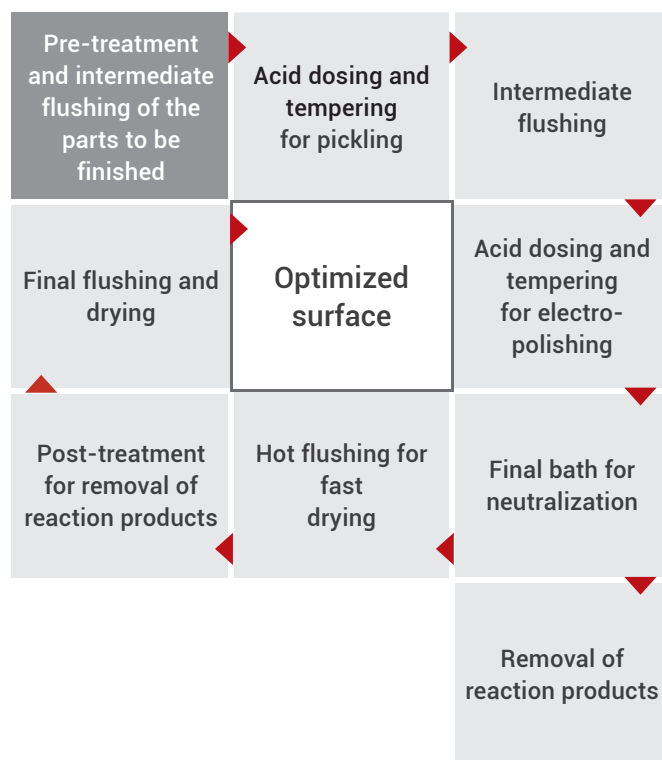 Pre-treatment
and intermediate
flushing of the
parts to be
finished
Acid dosing and
tempering
for pickling
Intermediate
flushing
Final flushing and
drying
Optimized
surface
Acid dosing and
tempering
for electro-
polishing
Post-treatment
for removal of
reaction products
Hot flushing for
fast
drying
Final bath for
neutralization
Removal of
reaction products